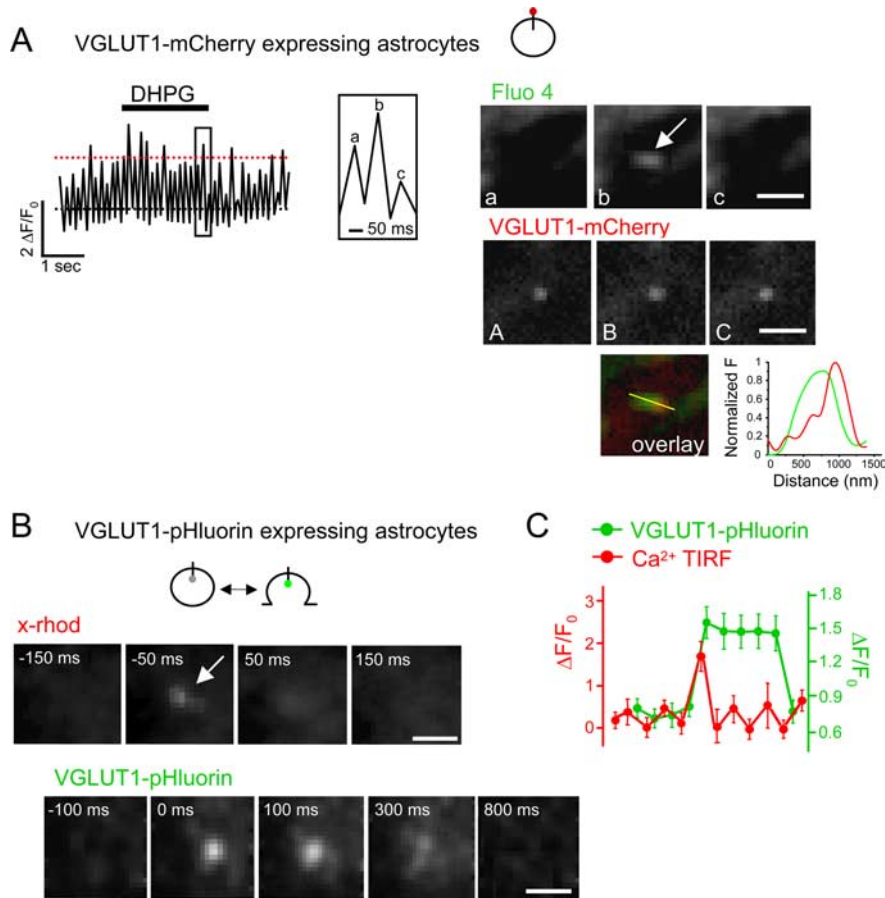 A
VGLUT1-mCherry expressing astrocytes
DHPG
2 ΔF/F0
1 sec
a
b
c
50 ms
Fluo 4
a
b
c
VGLUT1-mCherry
A
B
C
overlay
Normalized F
1
0.8
0.6
0.4
0.2
0
0 500 1000 1500
Distance (nm)
B
VGLUT1-pHluorin expressing astrocytes
x-rhod
-150 ms
-50 ms
50 ms
150 ms
VGLUT1-pHluorin
-100 ms
0 ms
100 ms
300 ms
800 ms
C
VGLUT1-pHluorin
Ca²⁺ TIRF
ΔF/F₀
3
2
1
0
1.8
1.5
1.2
0.9
0.6
ΔF/F₀